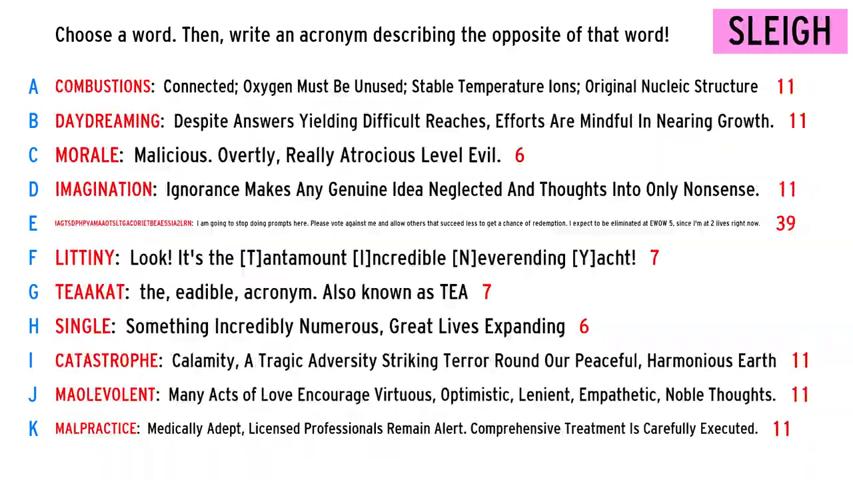 Choose a word. Then, write an acronym describing the opposite of that word!
SLEIGH
A COMBUSTIONS: Connected; Oxygen Must Be Unused; Stable Temperature Ions; Original Nucleic Structure 11
B DAYDREAMING: Despite Answers Yielding Difficult Reaches, Efforts Are Mindful In Nearing Growth. 11
C MORALE: Malicious. Overtly, Really Atrocious Level Evil. 6
D IMAGINATION: Ignorance Makes Any Genuine Idea Neglected And Thoughts Into Only Nonsense. 11
E IAGTSDPHPVAMAAOTSLTGACORIETBEAE5SIA2LRN: I am going to stop doing prompts here. Please vote against me and allow others that succeed less to get a chance of redemption. I expect to be eliminated at EWOW 5, since I'm at 2 lives right now. 39
F LITTINY: Look! It's the [T]antamount [I]ncredible [N]everending [Y]acht! 7
G TEAAKAT: the, eadible, acronym. Also known as TEA 7
H SINGLE: Something Incredibly Numerous, Great Lives Expanding 6
I CATASTROPHE: Calamity, A Tragic Adversity Striking Terror Round Our Peaceful, Harmonious Earth 11
J MAOLEVOLENT: Many Acts of Love Encourage Virtuous, Optimistic, Lenient, Empathetic, Noble Thoughts. 11
K MALPRACTICE: Medically Adept, Licensed Professionals Remain Alert. Comprehensive Treatment Is Carefully Executed. 11